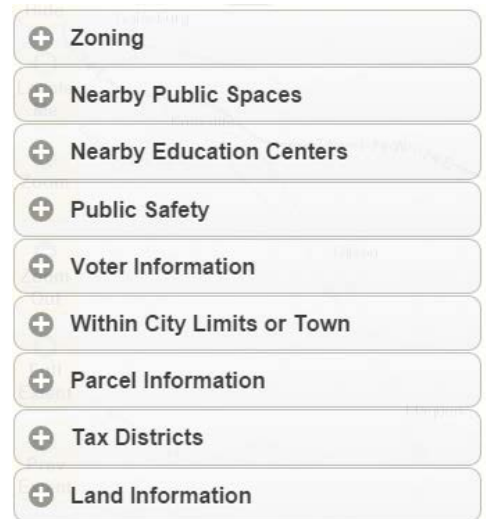 Zoning
Nearby Public Spaces
Nearby Education Centers
Public Safety
Voter Information
Within City Limits or Town
Parcel Information
Tax Districts
Land Information